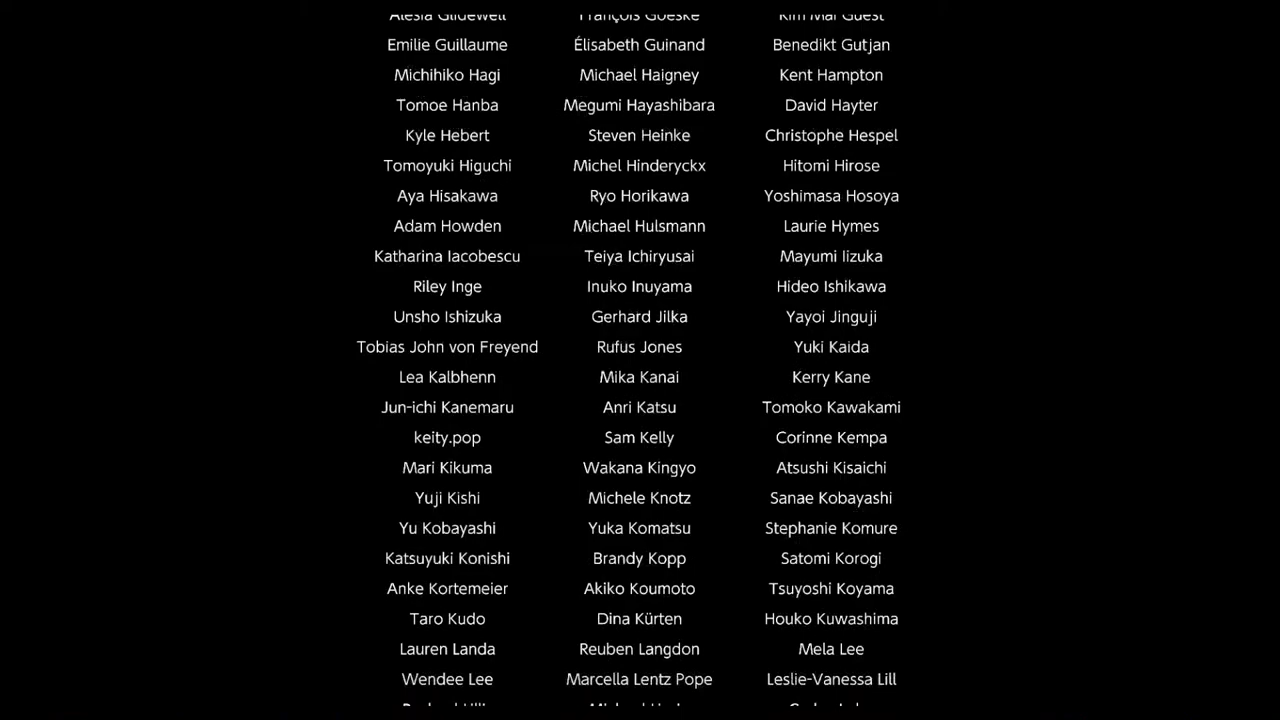 Alesia Glidewell François Goeske Kim Mai Guest
Emilie Guillaume Élisabeth Guinand Benedikt Gutjan
Michihiko Hagi Michael Haigney Kent Hampton
Tomoe Hanba Megumi Hayashibara David Hayter
Kyle Hebert Steven Heinke Christophe Hespel
Tomoyuki Higuchi Michel Hinderyckx Hitomi Hirose
Aya Hisakawa Ryo Horikawa Yoshimasa Hosoya
Adam Howden Michael Hulsmann Laurie Hymes
Katharina Iacobescu Teiya Ichiryusai Mayumi Iizuka
Riley Inge Inuko Inuyama Hideo Ishikawa
Unsho Ishizuka Gerhard Jilka Yayoi Jinguji
Tobias John von Freyend Rufus Jones Yuki Kaida
Lea Kalbhenn Mika Kanai Kerry Kane
Jun-ichi Kanemaru Anri Katsu Tomoko Kawakami
keity.pop Sam Kelly Corinne Kempa
Mari Kikuma Wakana Kingyo Atsushi Kisaichi
Yuji Kishi Michele Knotz Sanae Kobayashi
Yu Kobayashi Yuka Komatsu Stephanie Komure
Katsuyuki Konishi Brandy Kopp Satomi Korogi
Anke Kortemeier Akiko Koumoto Tsuyoshi Koyama
Taro Kudo Dina Kürten Houko Kuwashima
Lauren Landa Reuben Langdon Mela Lee
Wendee Lee Marcella Lentz Pope Leslie-Vanessa Lill